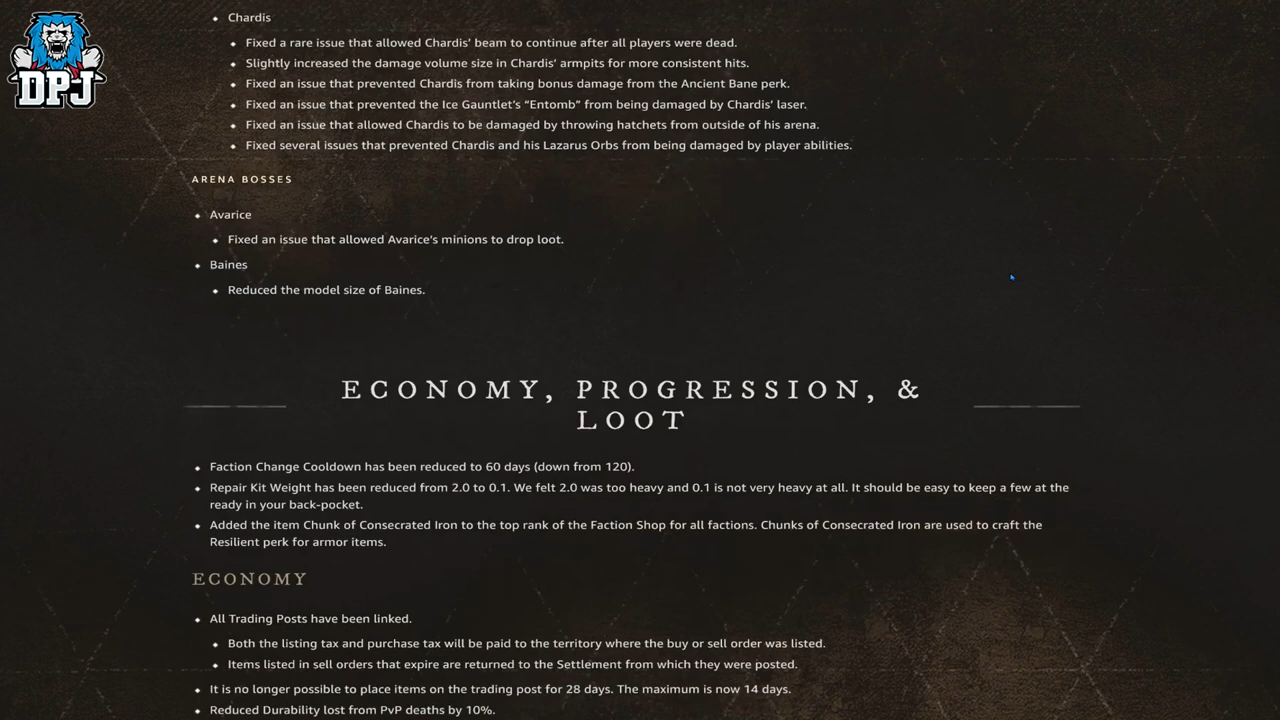 DPJ
Chardis
Fixed a rare issue that allowed Chardis' beam to continue after all players were dead.
Slightly increased the damage volume size in Chardis' armpits for more consistent hits.
Fixed an issue that prevented Chardis from taking bonus damage from the Ancient Bane perk.
Fixed an issue that prevented the Ice Gauntlet's “Entomb” from being damaged by Chardis' laser.
Fixed an issue that allowed Chardis to be damaged by throwing hatchets from outside of his arena.
Fixed several issues that prevented Chardis and his Lazarus Orbs from being damaged by player abilities.
ARENA BOSSES
Avarice
Fixed an issue that allowed Avarice's minions to drop loot.
Baines
Reduced the model size of Baines.
ECONOMY, PROGRESSION, &
LOOT
Faction Change Cooldown has been reduced to 60 days (down from 120).
Repair Kit Weight has been reduced from 2.0 to 0.1. We felt 2.0 was too heavy and 0.1 is not very heavy at all. It should be easy to keep a few at the
ready in your back-pocket.
Added the item Chunk of Consecrated Iron to the top rank of the Faction Shop for all factions. Chunks of Consecrated Iron are used to craft the
Resilient perk for armor items.
ECONOMY
All Trading Posts have been linked.
Both the listing tax and purchase tax will be paid to the territory where the buy or sell order was listed.
Items listed in sell orders that expire are returned to the Settlement from which they were posted.
It is no longer possible to place items on the trading post for 28 days. The maximum is now 14 days.
Reduced Durability lost from PvP deaths by 10%.